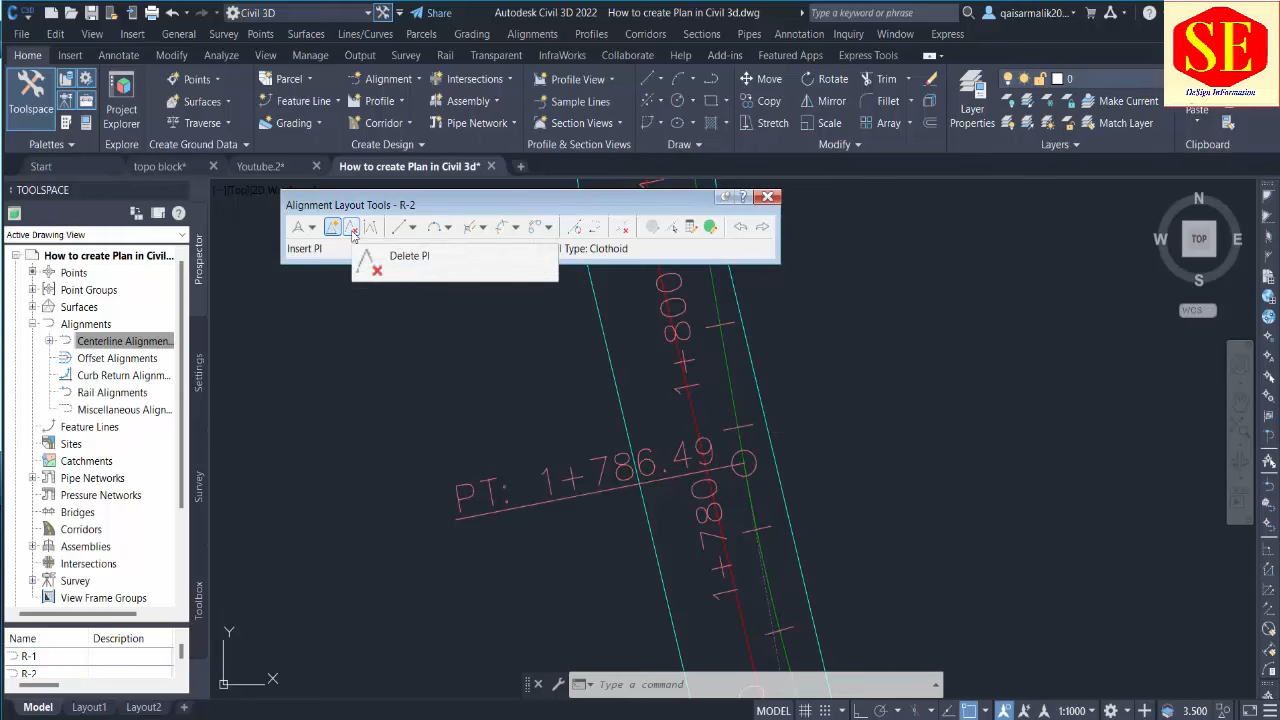 Civil 3D
Share
Autodesk Civil 3D 2022
How to create Plan in Civil 3d.dwg
Type a keyword or phrase
qaisarmalik20...
SE
DeSign InFormation
File Edit View Insert General Survey Points Surfaces Lines/Curves Parcels Grading Alignment Profiles Corridors Sections Pipes Annotation Inquiry Window Express
Home Insert Annotate Modify Analyze View Manage Output Survey Rail Transparent InfraWorks Collaborate Help Add-ins Featured Apps Express Tools
Points Parcel Alignment Intersections Profile View Move Rotate Trim 0
Toolspace Project Explorer Surfaces Feature Line Profile Assembly Sample Lines Copy Mirror Fillet Layer Properties Make Current Paste
Traverse Grading Corridor Pipe Network Section Views Stretch Scale Array Match Layer
Palettes Explore Create Ground Data Create Design Profile & Section Views Draw Modify Layers Clipboard
Start topo block* Youtube.2* How to create Plan in Civil 3d*
TOOLSPACE
Active Drawing View
How to create Plan in Civil...
Points
Point Groups
Surfaces
Alignments
Centerline Alignmen...
Offset Alignments
Curb Return Alignm...
Rail Alignments
Miscellaneous Align...
Feature Lines
Sites
Catchments
Pipe Networks
Pressure Networks
Bridges
Corridors
Assemblies
Intersections
Survey
View Frame Groups
Name Description
R-1
R-2
Prospector
Settings
Survey
Toolbox
Alignment Layout Tools - R-2
Insert PI
l Type: Clothoid
Delete PI
1+800
PT: 1+786.49
1+780
N
W TOP E
S
WCS
Y
X
Type a command
Model Layout1 Layout2
MODEL 1:1000 3.500